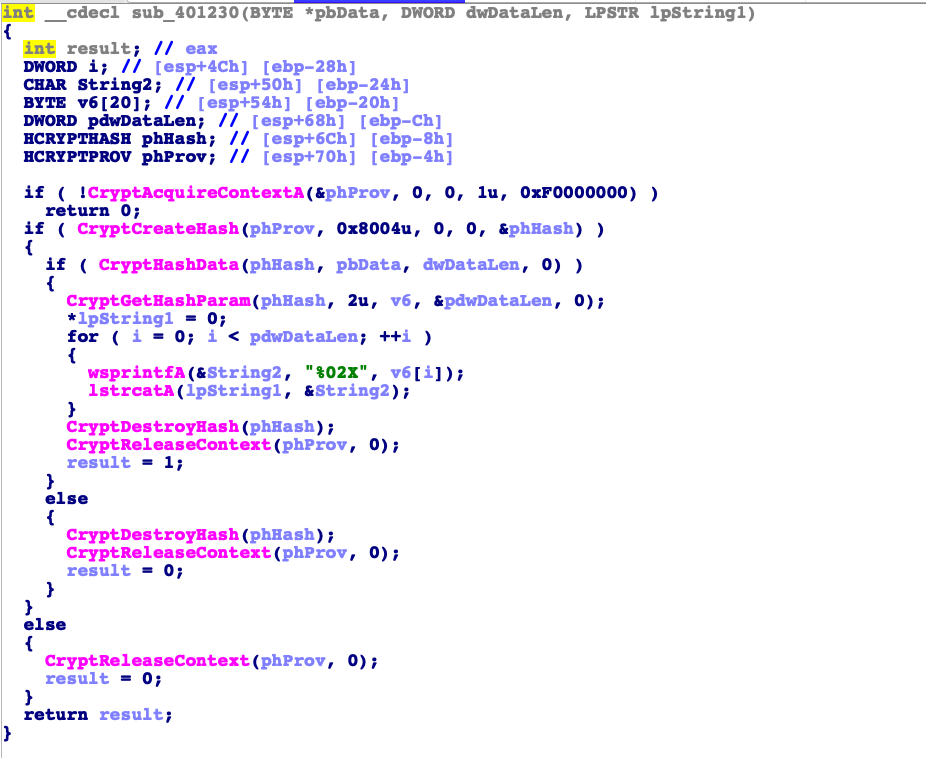 int __cdecl sub_401230(BYTE *pbData, DWORD dwDataLen, LPSTR lpString1)
{
  int result; // eax
  DWORD i; // [esp+4Ch] [ebp-28h]
  CHAR String2; // [esp+50h] [ebp-24h]
  BYTE v6[20]; // [esp+54h] [ebp-20h]
  DWORD pdwDataLen; // [esp+68h] [ebp-Ch]
  HCRYPTHASH phHash; // [esp+6Ch] [ebp-8h]
  HCRYPTPROV phProv; // [esp+70h] [ebp-4h]

  if ( !CryptAcquireContextA(&phProv, 0, 0, 1u, 0xF0000000) )
    return 0;
  if ( CryptCreateHash(phProv, 0x8004u, 0, 0, &phHash) )
  {
    if ( CryptHashData(phHash, pbData, dwDataLen, 0) )
    {
      CryptGetHashParam(phHash, 2u, v6, &pdwDataLen, 0);
      *lpString1 = 0;
      for ( i = 0; i < pdwDataLen; ++i )
      {
        wsprintfA(&String2, "%02X", v6[i]);
        lstrcatA(lpString1, &String2);
      }
      CryptDestroyHash(phHash);
      CryptReleaseContext(phProv, 0);
      result = 1;
    }
    else
    {
      CryptDestroyHash(phHash);
      CryptReleaseContext(phProv, 0);
      result = 0;
    }
  }
  else
  {
    CryptReleaseContext(phProv, 0);
    result = 0;
  }
  return result;
}